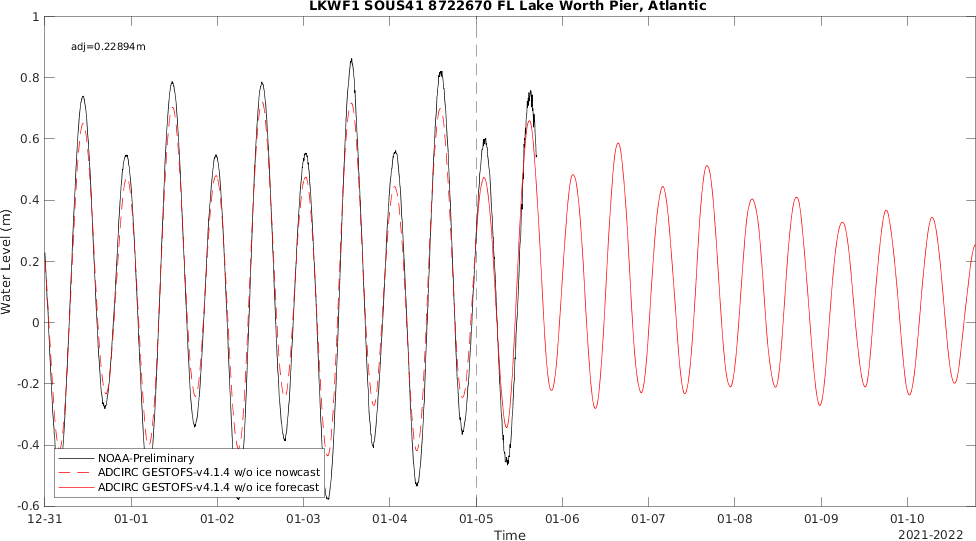 LKWF1 SOUS41 8722670 FL Lake Worth Pier, Atlantic
adj=0.22894m
1
0.8
0.6
0.4
0.2
0
-0.2
-0.4
-0.6
Water Level (m)
NOAA-Preliminary
ADCIRC GESTOFS-v4.1.4 w/o ice nowcast
ADCIRC GESTOFS-v4.1.4 w/o ice forecast
12-31 01-01 01-02 01-03 01-04 01-05 01-06 01-07 01-08 01-09 01-10
Time
2021-2022